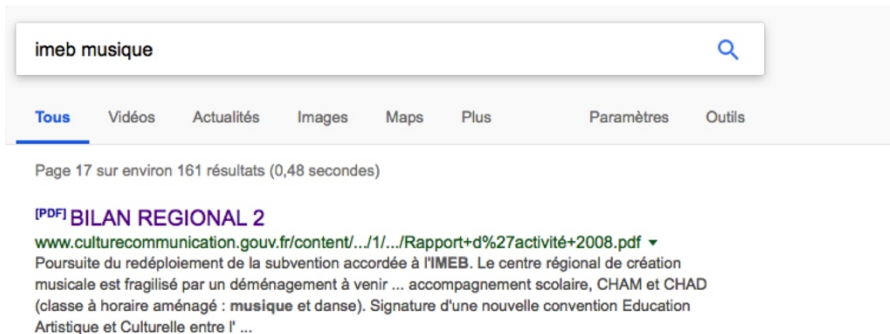 imeb musique
Tous Vidéos Actualités Images Maps Plus Paramètres Outils
Page 17 sur environ 161 résultats (0,48 secondes)
[PDF] BILAN REGIONAL 2
www.culturecommunication.gouv.fr/content/.../1/.../Rapport+d%27activité+2008.pdf
Poursuite du redéploiement de la subvention accordée à l'IMEB. Le centre régional de création
musicale est fragilisé par un déménagement à venir ... accompagnement scolaire, CHAM et CHAD
(classe à horaire aménagé : musique et danse). Signature d'une nouvelle convention Education
Artistique et Culturelle entre l' ...